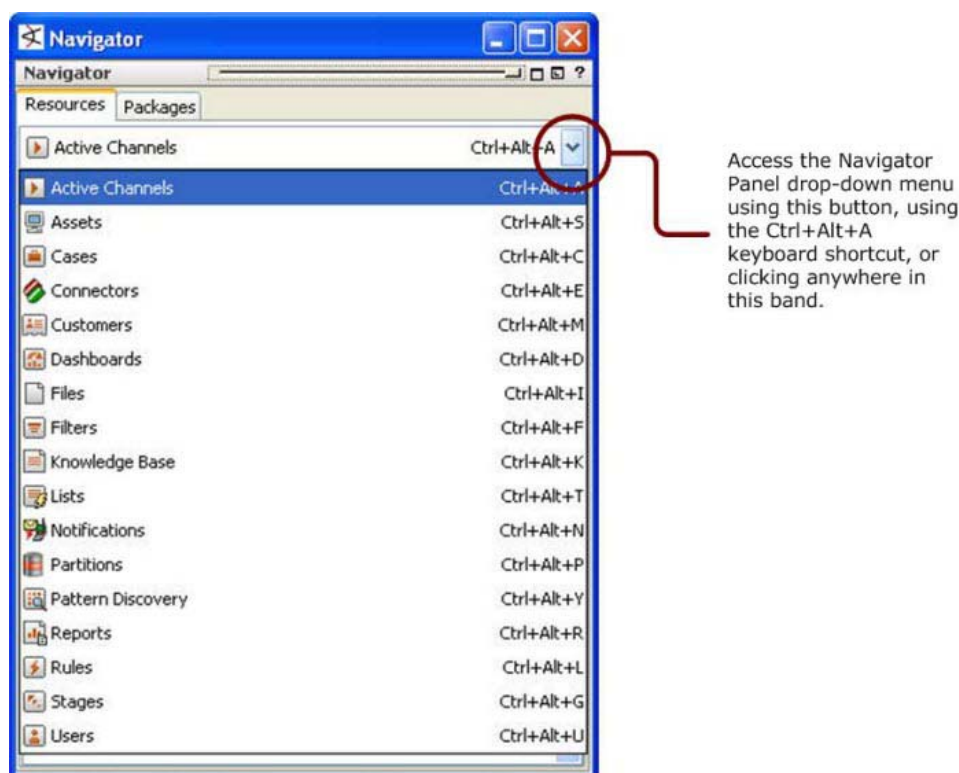 Navigator
Navigator
?
Resources Packages
Active Channels Ctrl+Alt+A
Active Channels Ctrl+Alt+A
Assets Ctrl+Alt+S
Cases Ctrl+Alt+C
Connectors Ctrl+Alt+E
Customers Ctrl+Alt+M
Dashboards Ctrl+Alt+D
Files Ctrl+Alt+I
Filters Ctrl+Alt+F
Knowledge Base Ctrl+Alt+K
Lists Ctrl+Alt+T
Notifications Ctrl+Alt+N
Partitions Ctrl+Alt+P
Pattern Discovery Ctrl+Alt+Y
Reports Ctrl+Alt+R
Rules Ctrl+Alt+L
Stages Ctrl+Alt+G
Users Ctrl+Alt+U
Access the Navigator
Panel drop-down menu
using this button, using
the Ctrl+Alt+A
keyboard shortcut, or
clicking anywhere in
this band.